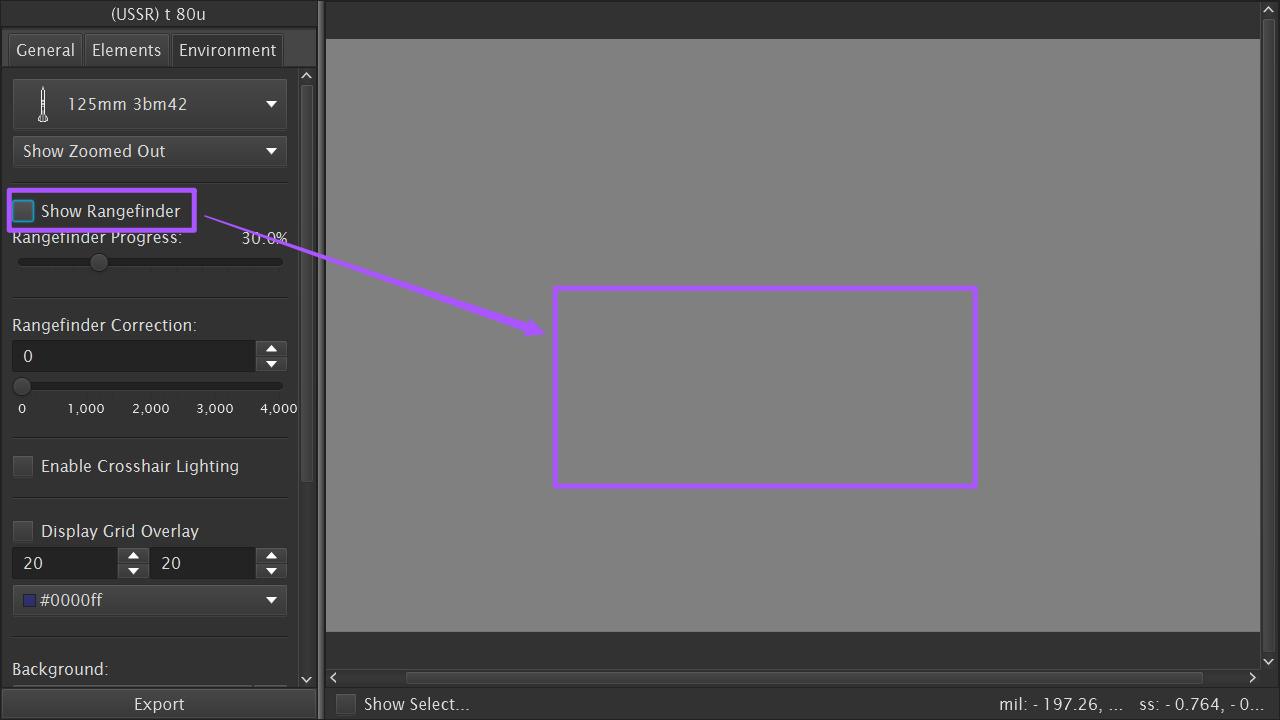 (USSR) t 80u
General Elements Environment
125mm 3bm42
Show Zoomed Out
Show Rangefinder
Rangefinder Progress: 30.0%
Rangefinder Correction:
0
0 1,000 2,000 3,000 4,000
Enable Crosshair Lighting
Display Grid Overlay
20 20
#0000ff
Background:
Export
Show Select... mil: - 197.26, ... ss: - 0.764, - 0...